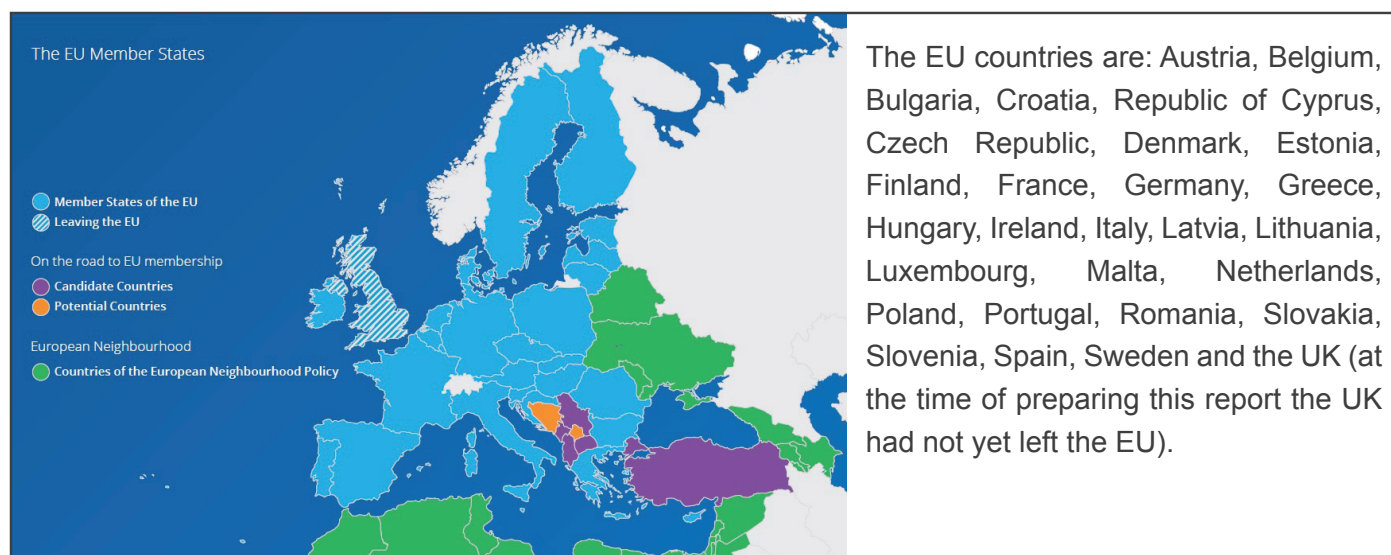 The EU Member States
Member States of the EU
Leaving the EU
On the road to EU membership
Candidate Countries
Potential Countries
European Neighbourhood
Countries of the European Neighbourhood Policy
The EU countries are: Austria, Belgium,
Bulgaria, Croatia, Republic of Cyprus,
Czech Republic, Denmark, Estonia,
Finland, France, Germany, Greece,
Hungary, Ireland, Italy, Latvia, Lithuania,
Luxembourg, Malta, Netherlands,
Poland, Portugal, Romania, Slovakia,
Slovenia, Spain, Sweden and the UK (at
the time of preparing this report the UK
had not yet left the EU).